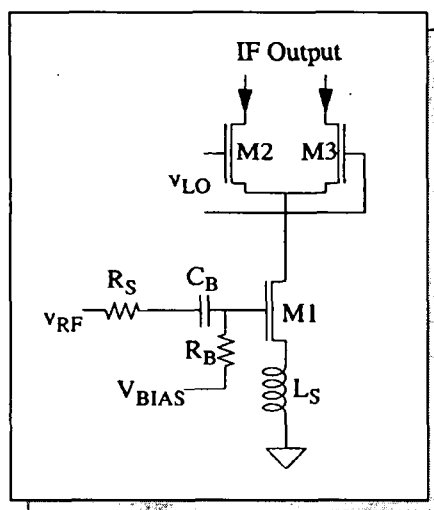 IF Output
M2
M3
vLO
RS
CB
vRF
M1
RB
VBIAS
LS